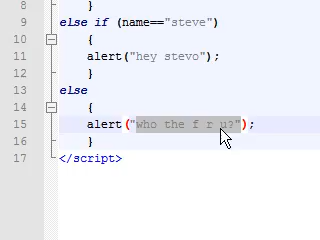 8 }
9 else if (name=="steve")
10 {
11 alert("hey stevo");
12 }
13 else
14 {
15 alert("who the f r u?");
16 }
17 </script>